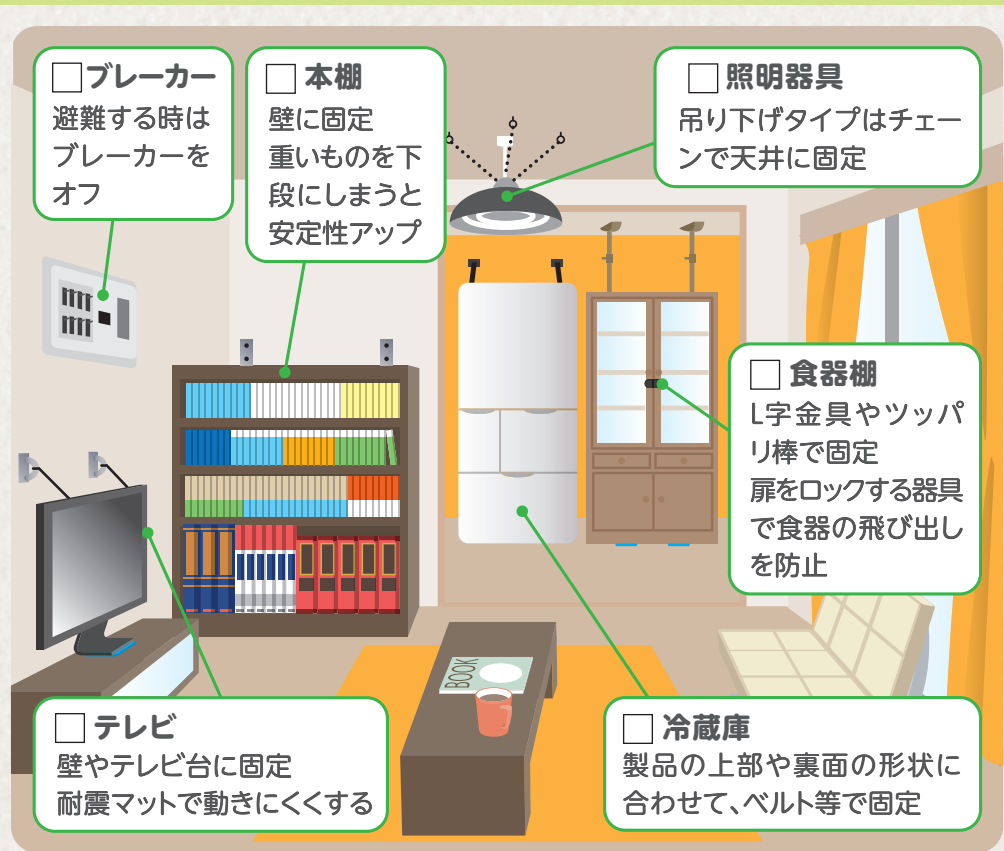 □ブレーカー
避難する時は
ブレーカーを
オフ
□ 本棚
壁に固定
重いものを下
段にしまうと
安定性アップ
□照明器具
吊り下げタイプはチェー
ンで天井に固定
□ 食器棚
L字金具やツッパ
リ棒で固定
扉をロックする器具
で食器の飛び出し
を防止
BOOK
□ テレビ
壁やテレビ台に固定
耐震マットで動きにくくする
□ 冷蔵庫
製品の上部や裏面の形状に
合わせて、ベルト等で固定